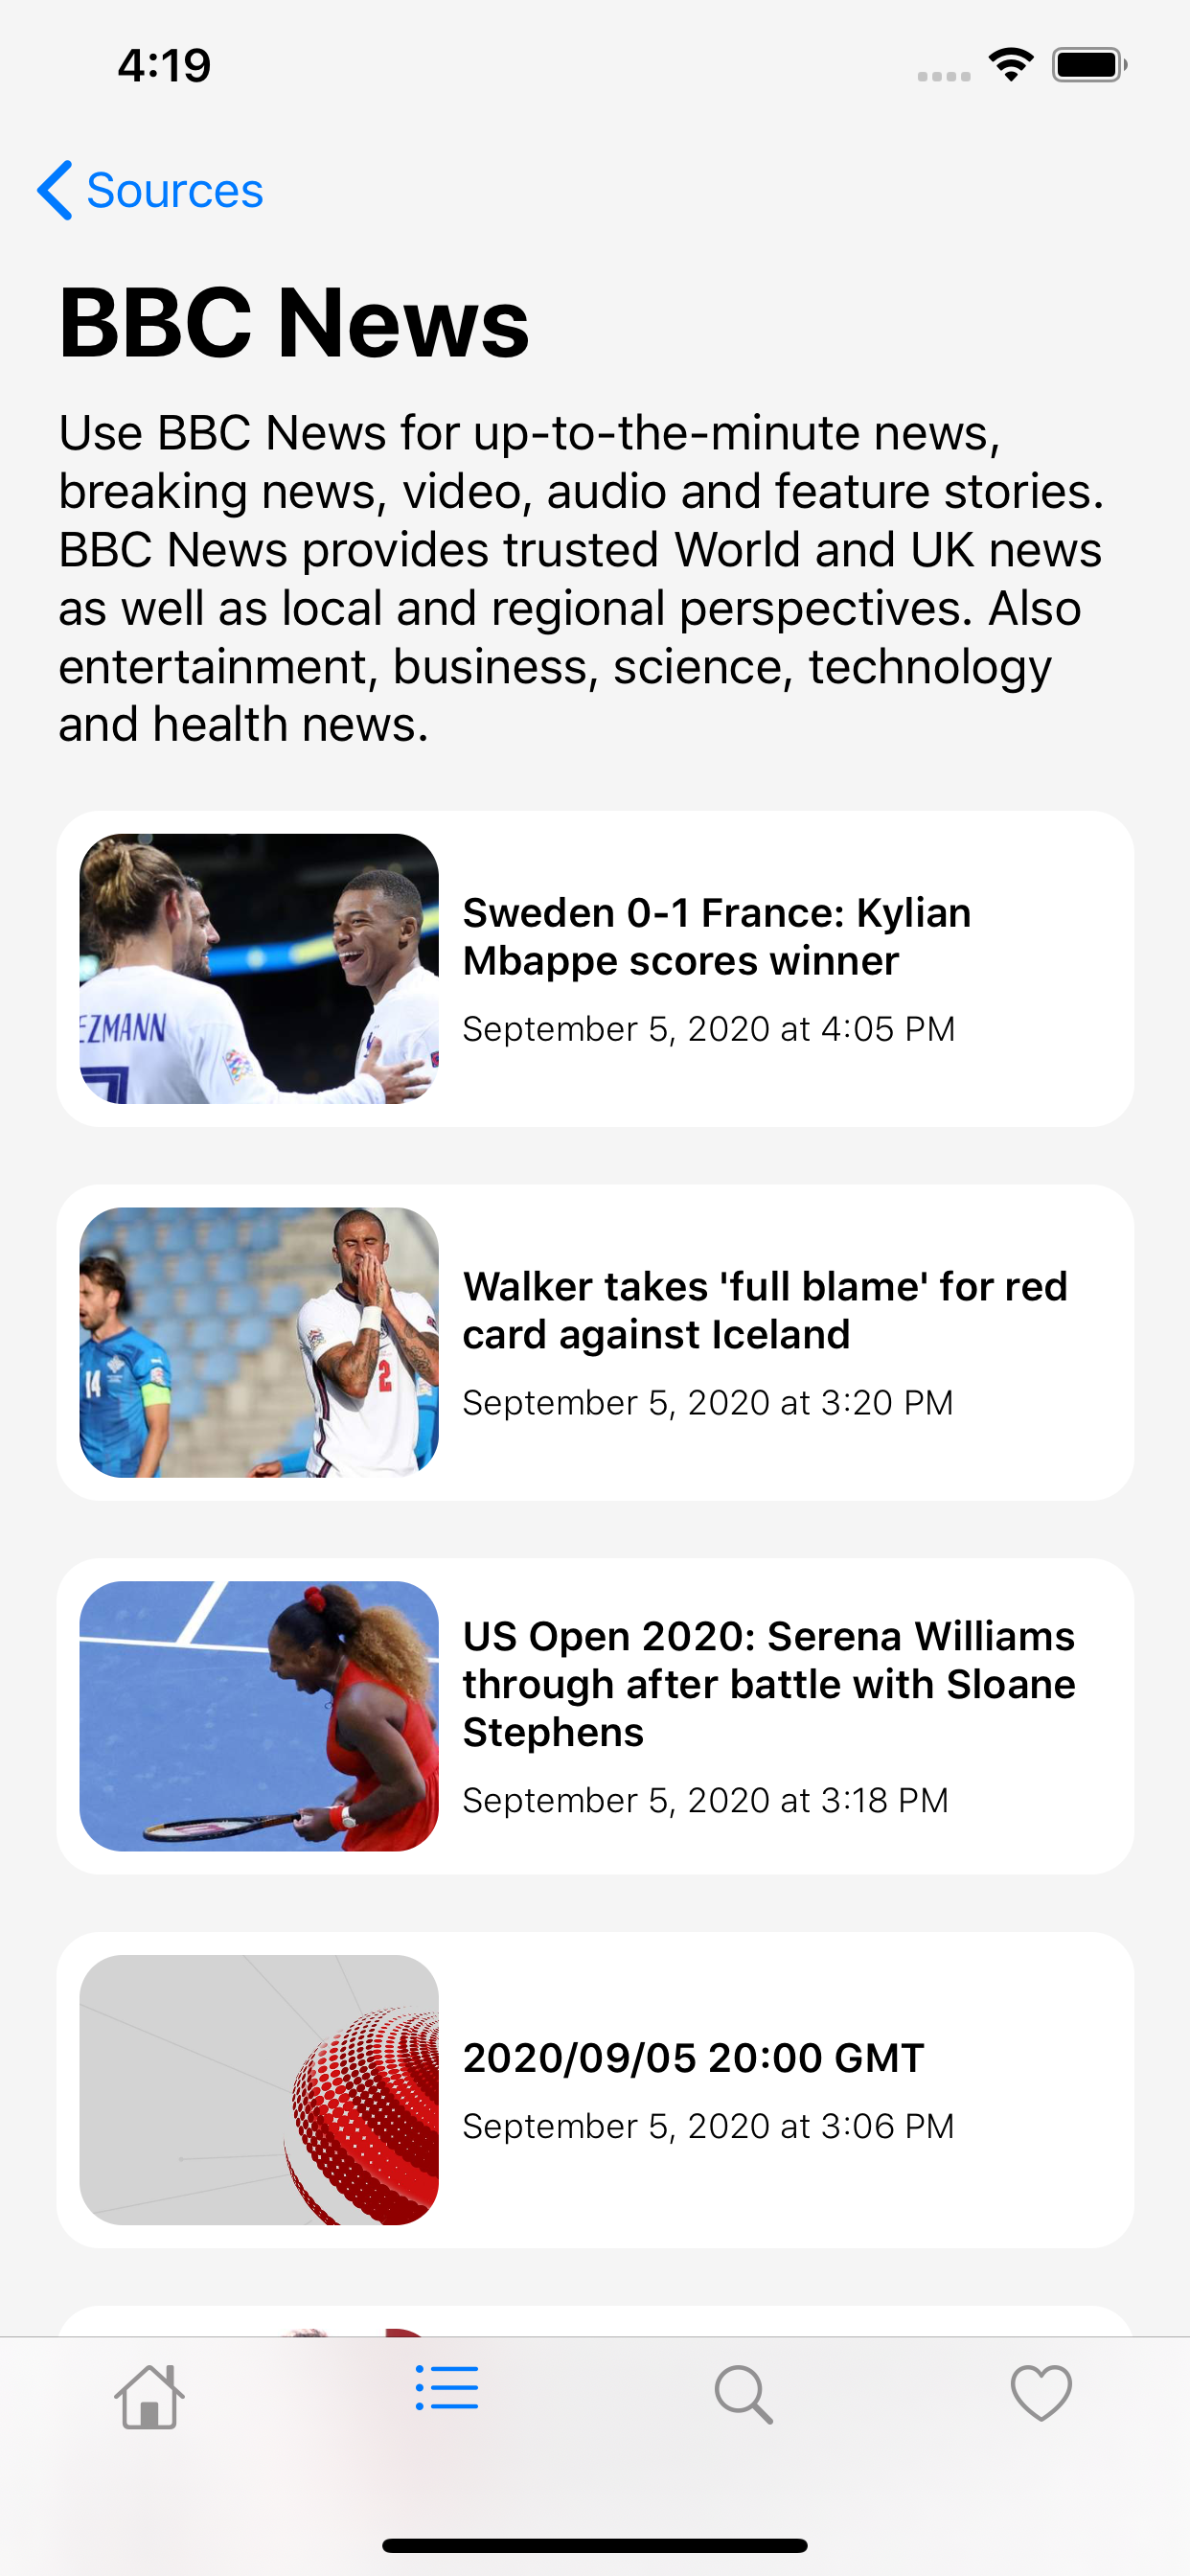 4:19
Sources
BBC News
Use BBC News for up-to-the-minute news,
breaking news, video, audio and feature stories.
BBC News provides trusted World and UK news
as well as local and regional perspectives. Also
entertainment, business, science, technology
and health news.
EZMANN
7
Sweden 0-1 France: Kylian
Mbappe scores winner
September 5, 2020 at 4:05 PM
14
2
Walker takes 'full blame' for red
card against Iceland
September 5, 2020 at 3:20 PM
US Open 2020: Serena Williams
through after battle with Sloane
Stephens
September 5, 2020 at 3:18 PM
2020/09/05 20:00 GMT
September 5, 2020 at 3:06 PM